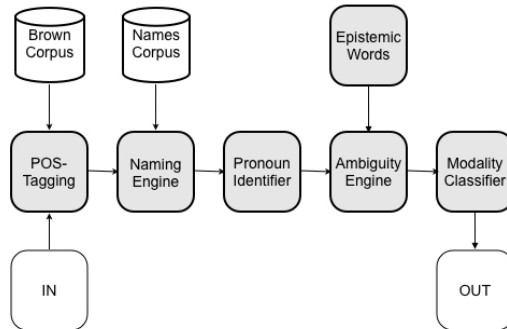 Brown
Corpus
Names
Corpus
Epistemic
Words
POS-
Tagging
Naming
Engine
Pronoun
Identifier
Ambiguity
Engine
Modality
Classifier
IN
OUT